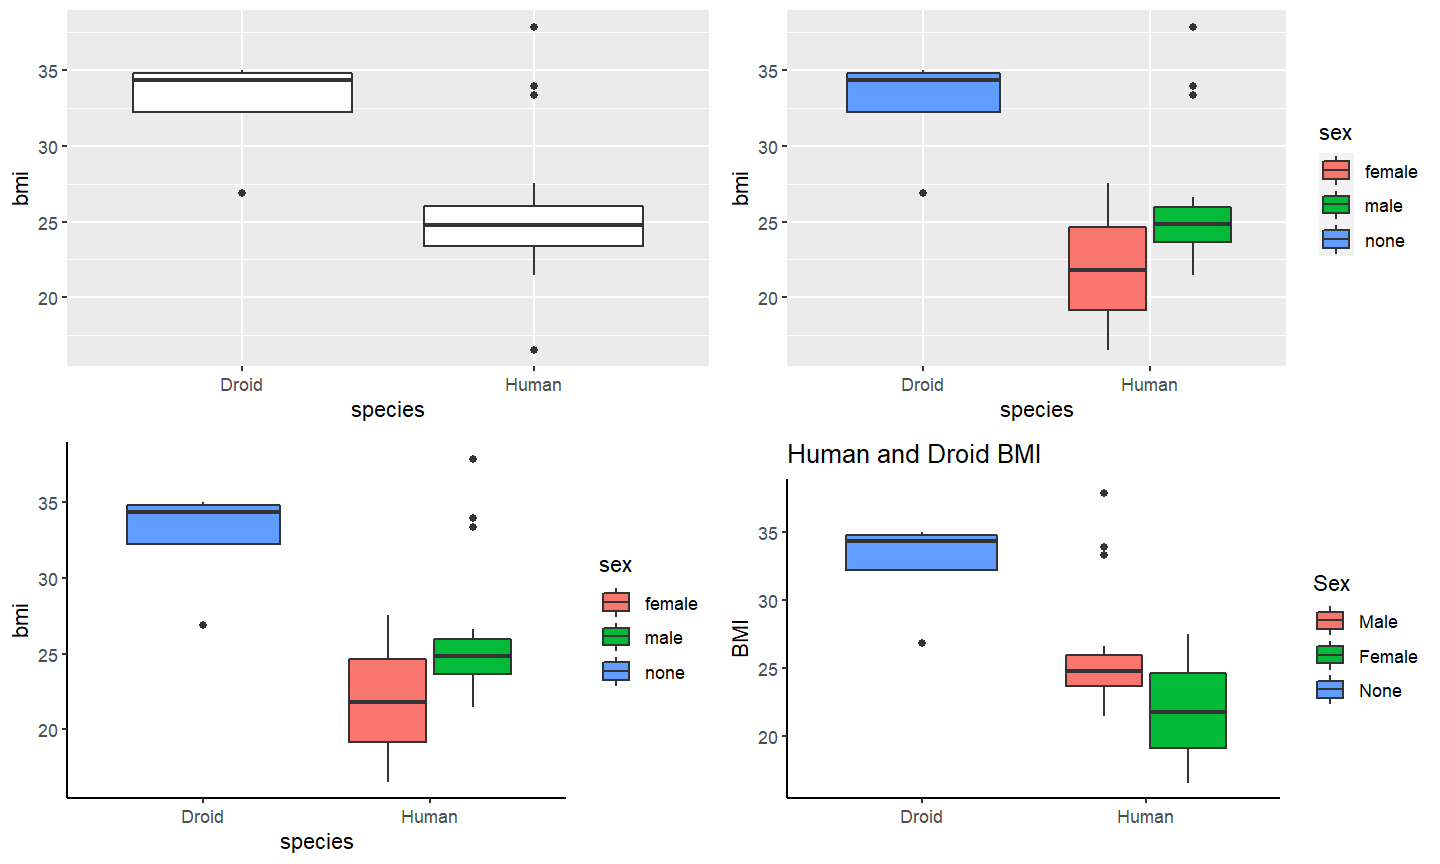 35
30
25
20
bmi
Droid
Human
species
35
30
25
20
bmi
Droid
Human
species
sex
female
male
none
35
30
25
20
bmi
Droid
Human
species
sex
female
male
none
Human and Droid BMI
35
30
25
20
BMI
Droid
Human
Sex
Male
Female
None